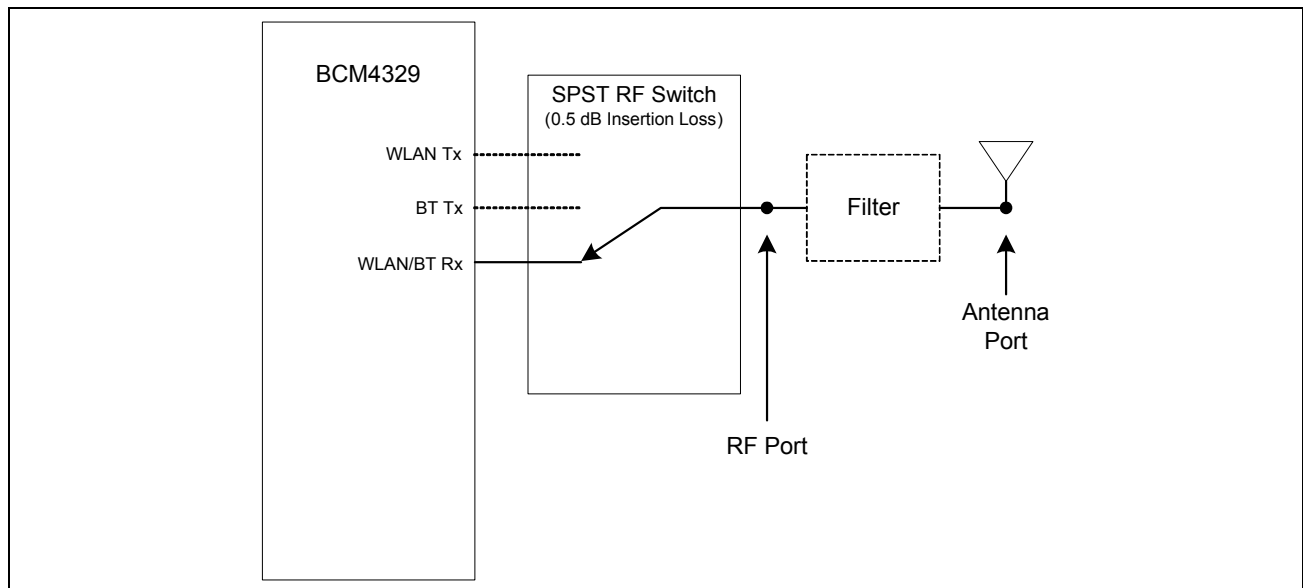 BCM4329
SPST RF Switch
(0.5 dB Insertion Loss)
WLAN Tx
BT Tx
WLAN/BT Rx
Filter
Antenna
Port
RF Port